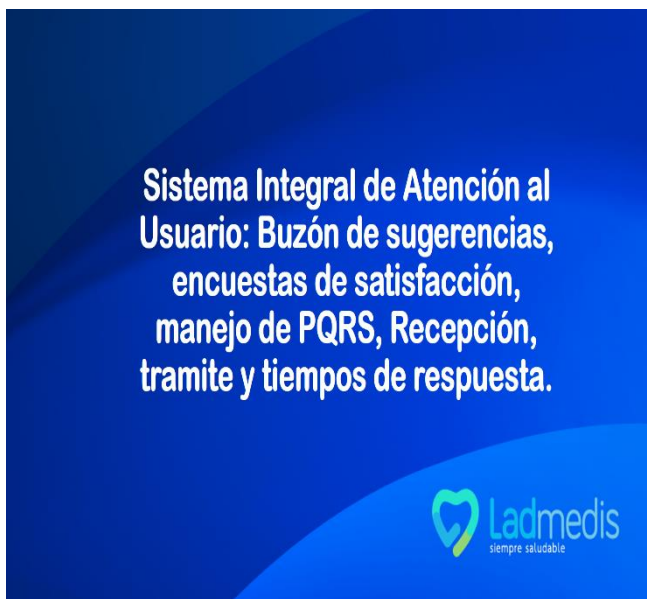 Sistema Integral de Atención al
Usuario: Buzón de sugerencias,
encuestas de satisfacción,
manejo de PQRS, Recepción,
tramite y tiempos de respuesta.
Ladmedis
siempre saludable